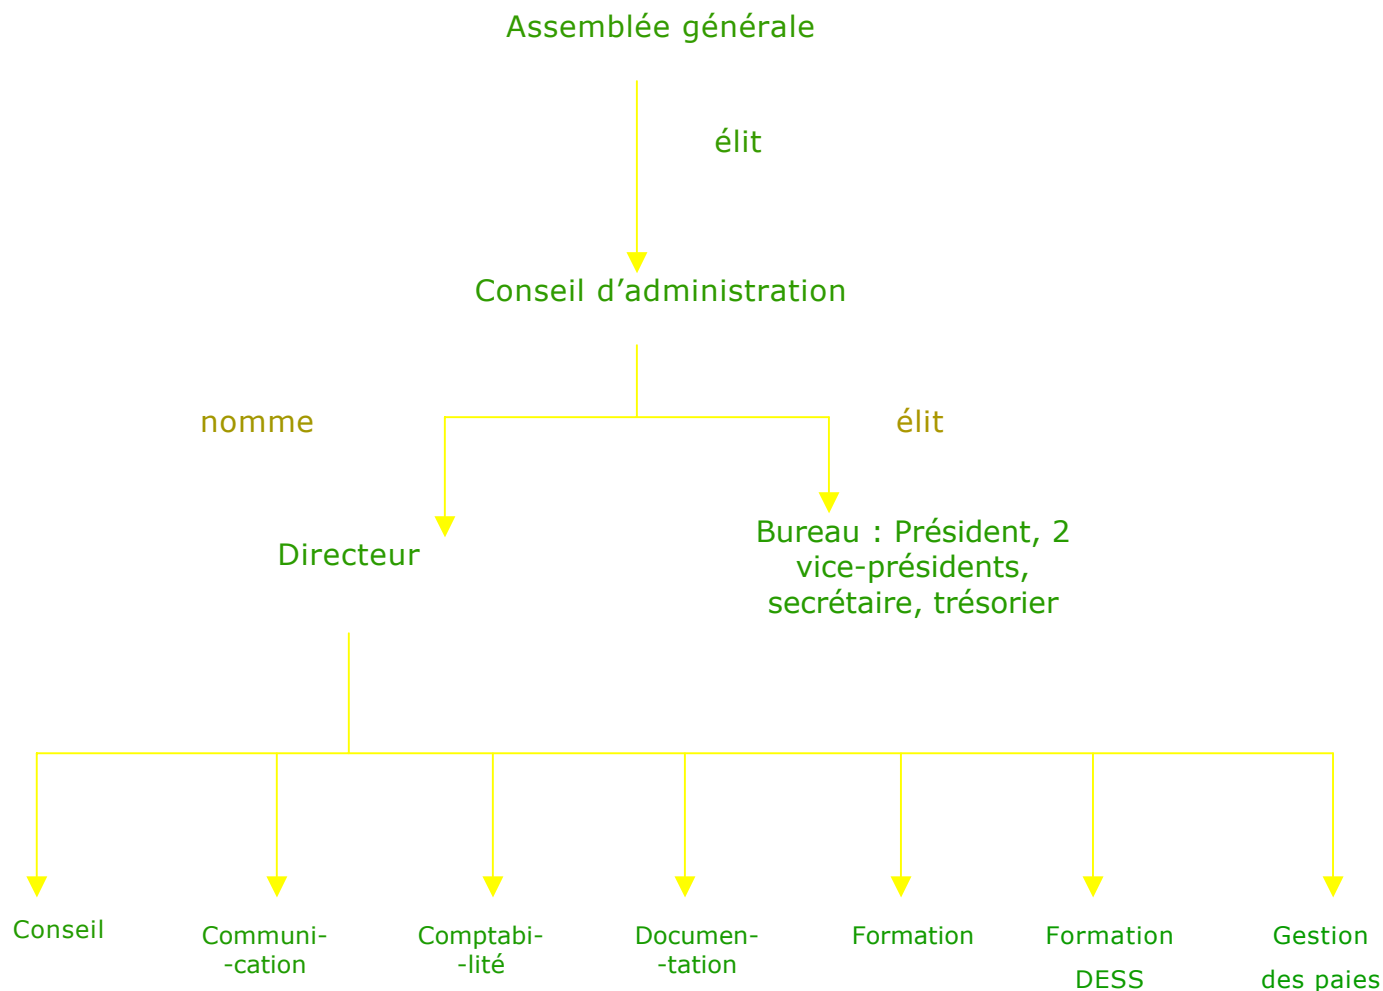 Assemblée générale
élit
Conseil d’administration
nomme
élit
Directeur
Bureau : Président, 2
vice-présidents,
secrétaire, trésorier
Conseil
Communi-
-cation
Comptabi-
-lité
Documen-
-tation
Formation
Formation
DESS
Gestion
des paies